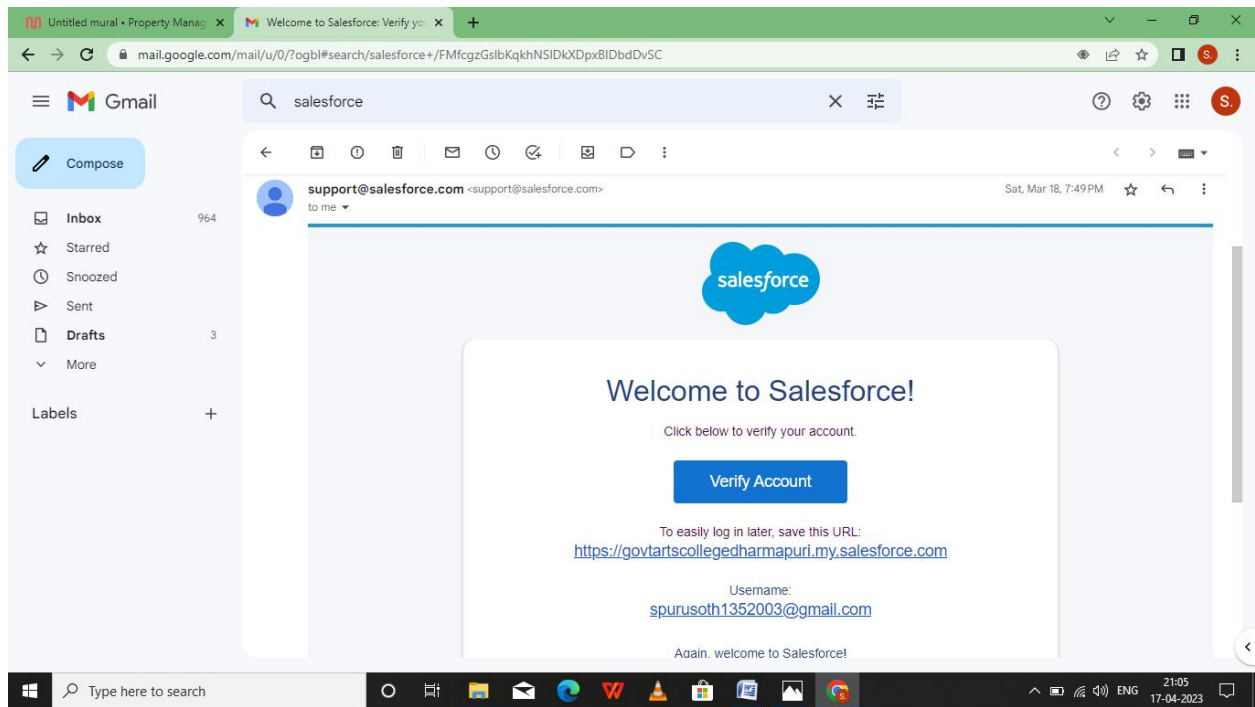 Untitled mural • Property Manag
Welcome to Salesforce: Verify yo
mail.google.com/mail/u/0/?ogbl#search/salesforce+/FMfcgzGslbKqkhNSlDkXDpxBlDbdDvSC
S.
Gmail
salesforce
S.
Compose
support@salesforce.com <support@salesforce.com>
Sat, Mar 18, 7:49 PM
to me
Inbox 964
Starred
Snoozed
Sent
Drafts 3
More
Labels
salesforce
Welcome to Salesforce!
Click below to verify your account.
Verify Account
To easily log in later, save this URL:
https://govtartscollegedharmapuri.my.salesforce.com
Username:
spurusoth1352003@gmail.com
Again, welcome to Salesforce!
Type here to search
ENG
21:05
17-04-2023